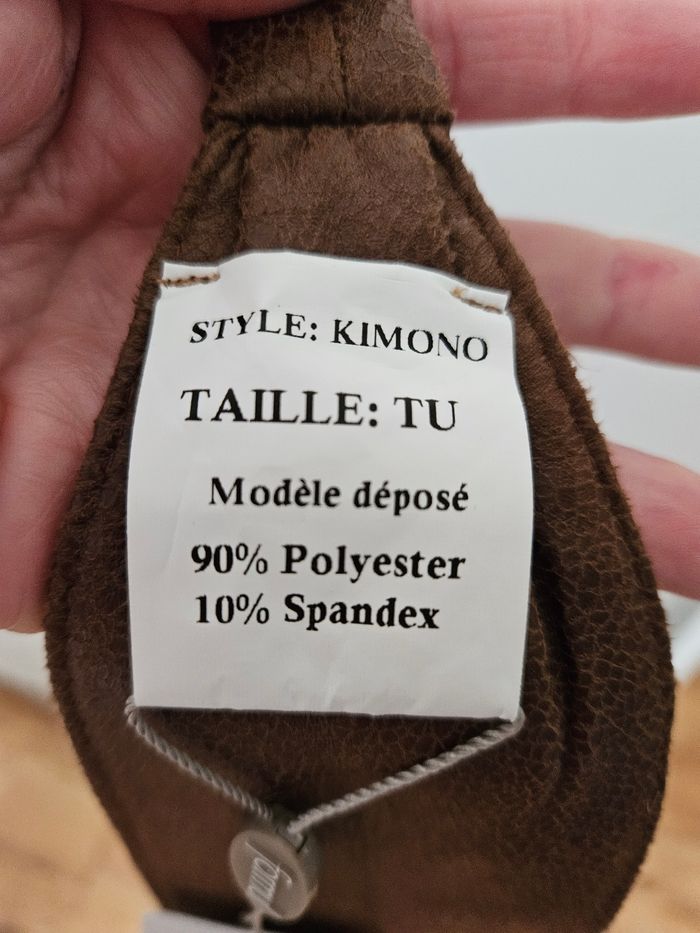 STYLE: KIMONO
TAILLE: TU
Modèle déposé
90% Polyester
10% Spandex